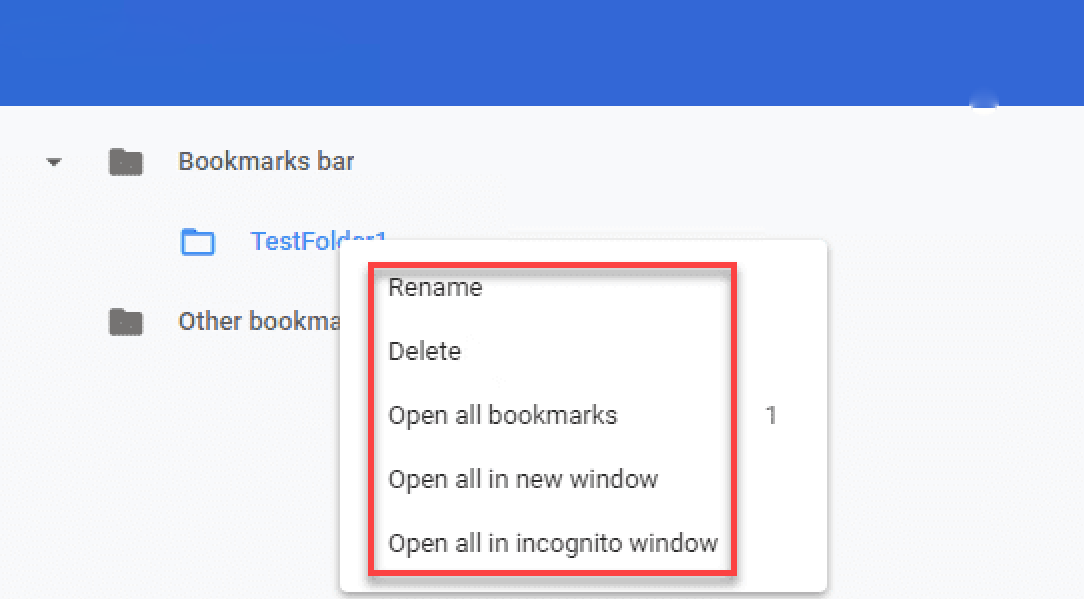 Bookmarks bar
TestFolder1
Other bookma
Rename
Delete
Open all bookmarks 1
Open all in new window
Open all in incognito window